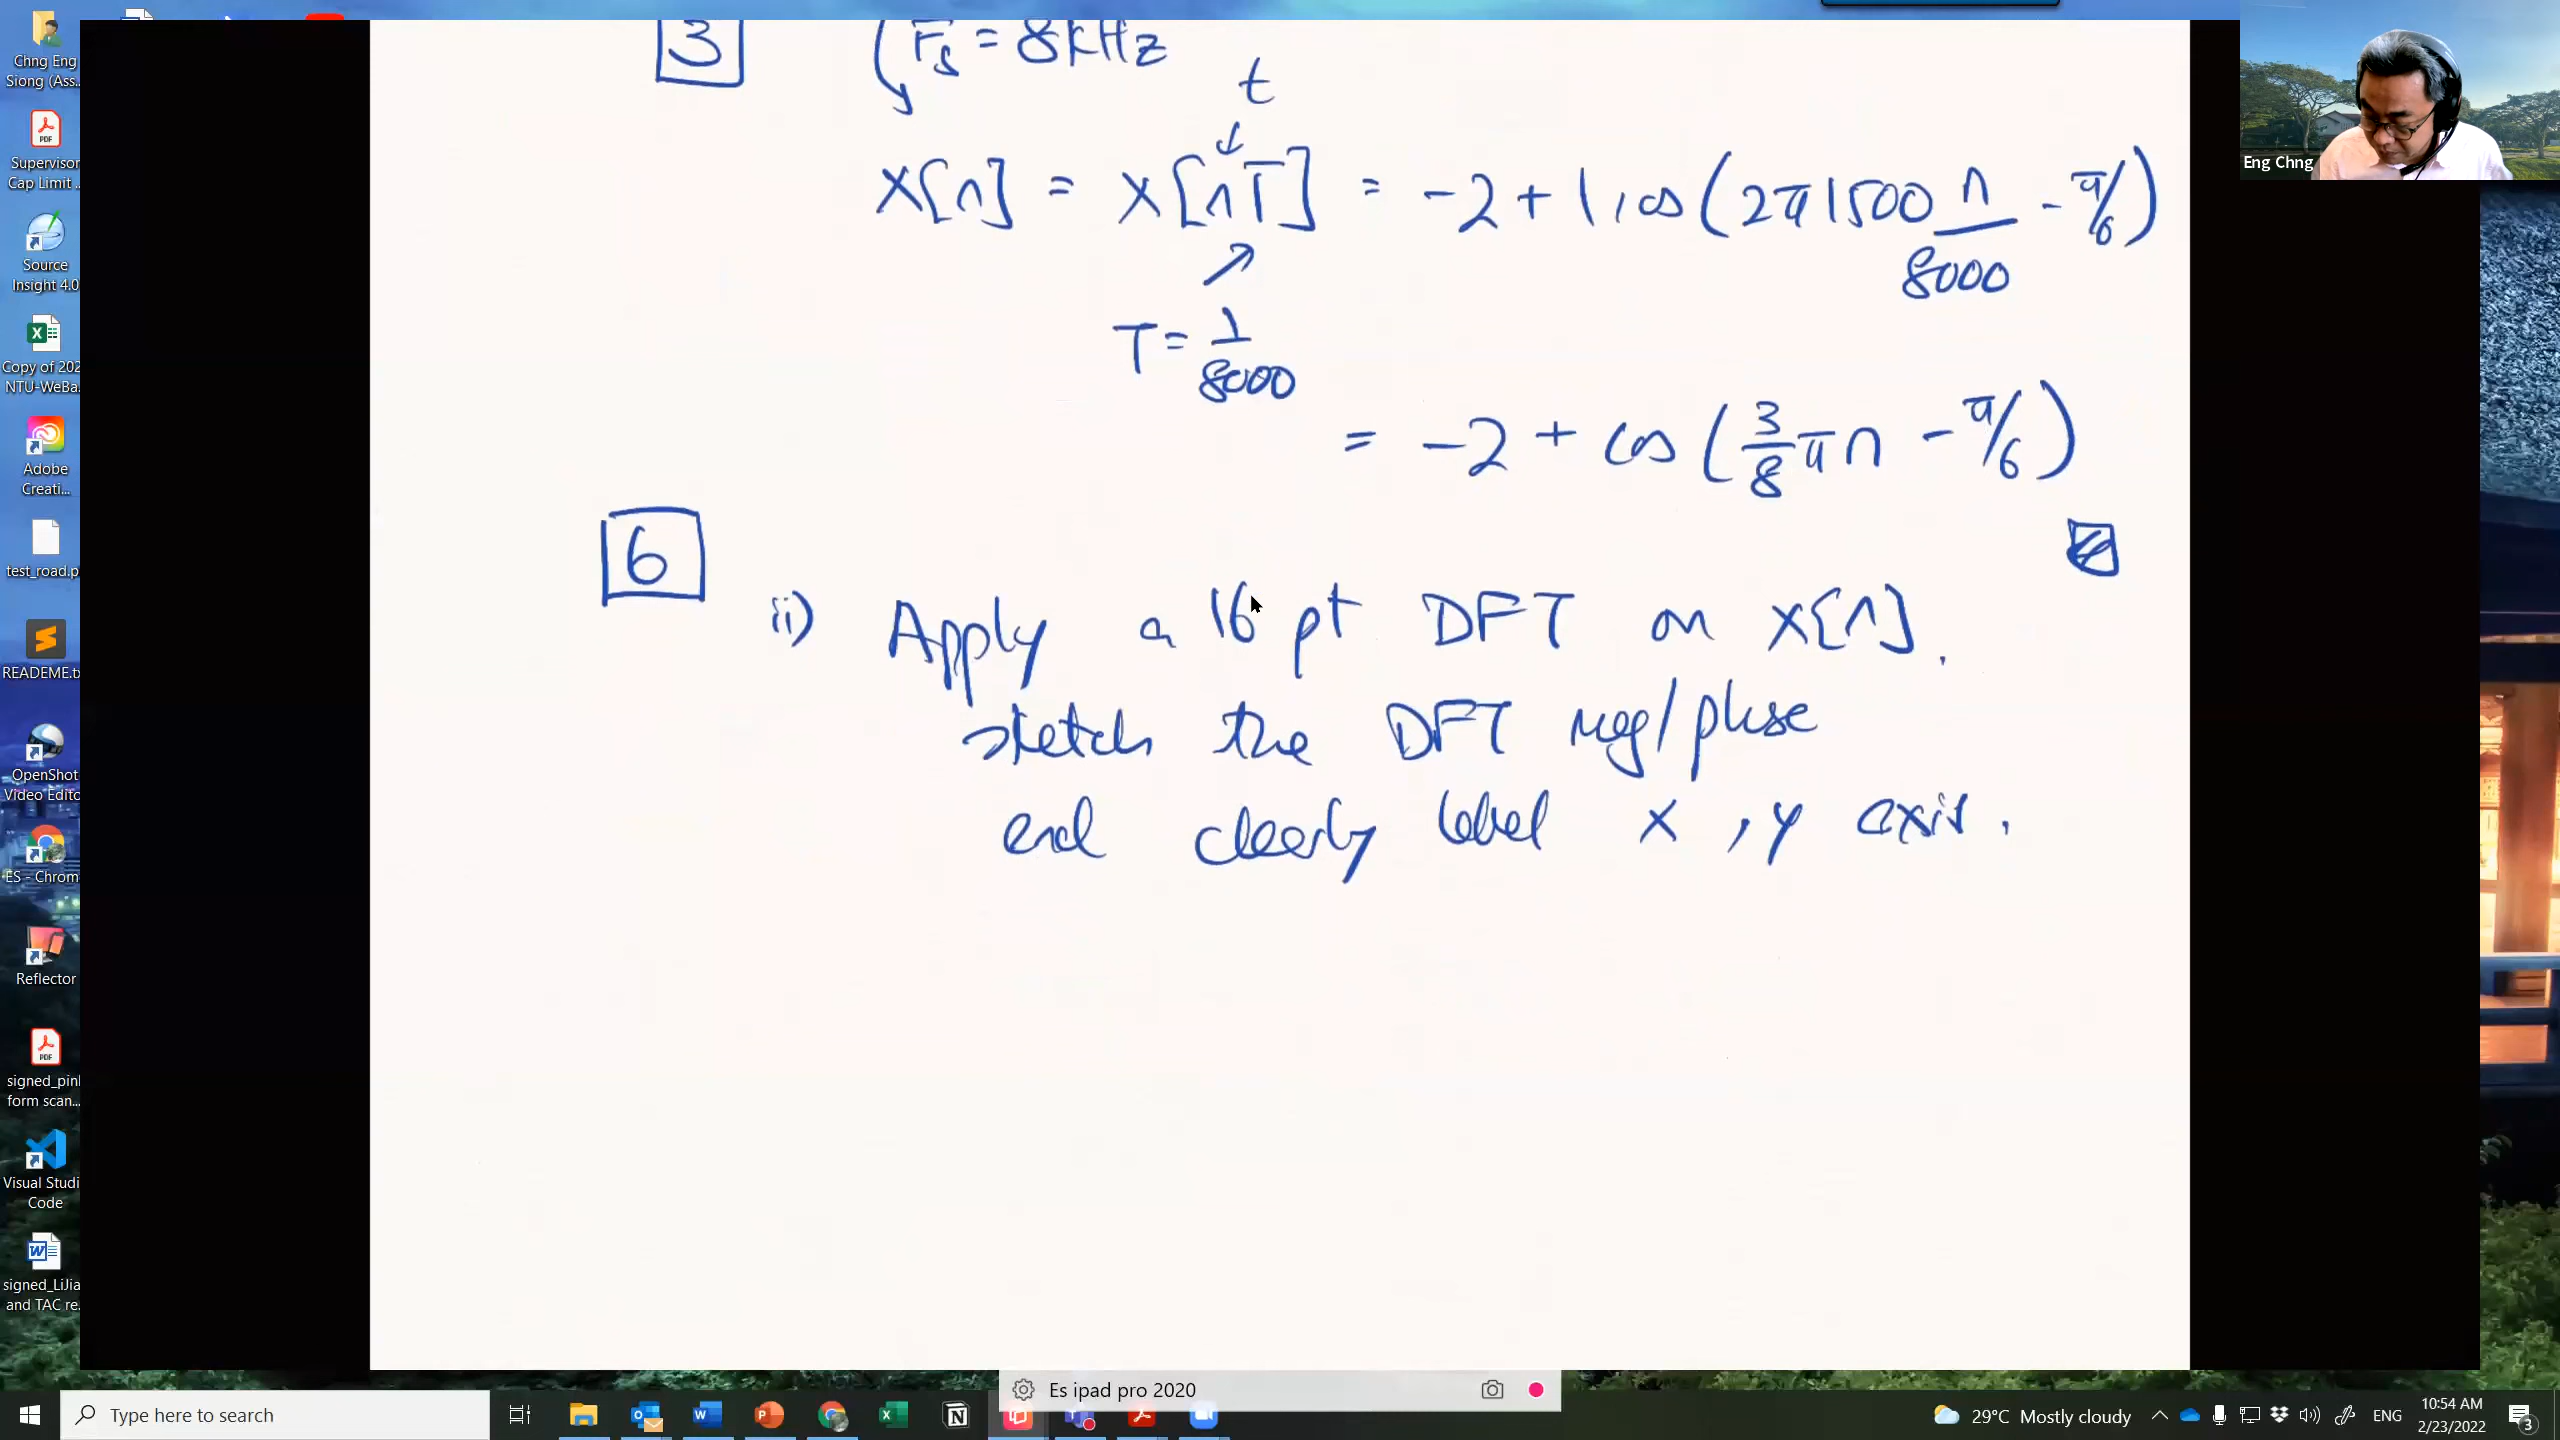 Chng Eng
Siong (Ass...
Supervisor
Cap Limit ...
Source
Insight 4.0
Copy of 202
NTU-WeBa...
Adobe
Creati...
test_road.p
READEME.t
OpenShot
Video Edito
ES - Chrom
Reflector
signed_pinl
form scan...
Visual Studi
Code
signed_LiJia
and TAC re...
3
Fs = 8kHz
t
x[n] = x[nT] = -2 + 1 cos(2π1500 n/8000 - π/6)
T = 1/8000
= -2 + cos(3/8 πn - π/6)
6
ii) Apply a 16 pt DFT on x[n].
sketch the DFT mag/phase
and clearly label x, y axis.
Eng Chng
Es ipad pro 2020
Type here to search
29°C Mostly cloudy
ENG
10:54 AM
2/23/2022
3